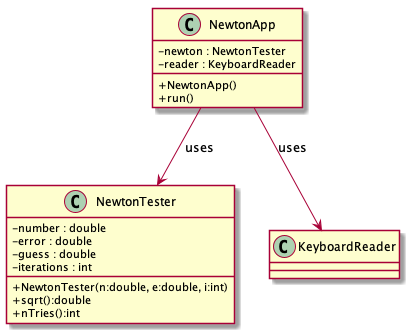 C NewtonApp
-newton : NewtonTester
-reader : KeyboardReader
+NewtonApp()
+run()
uses
uses
C NewtonTester
-number : double
-error : double
-guess : double
-iterations : int
+NewtonTester(n:double, e:double, i:int)
+sqrt():double
+nTries():int
C KeyboardReader